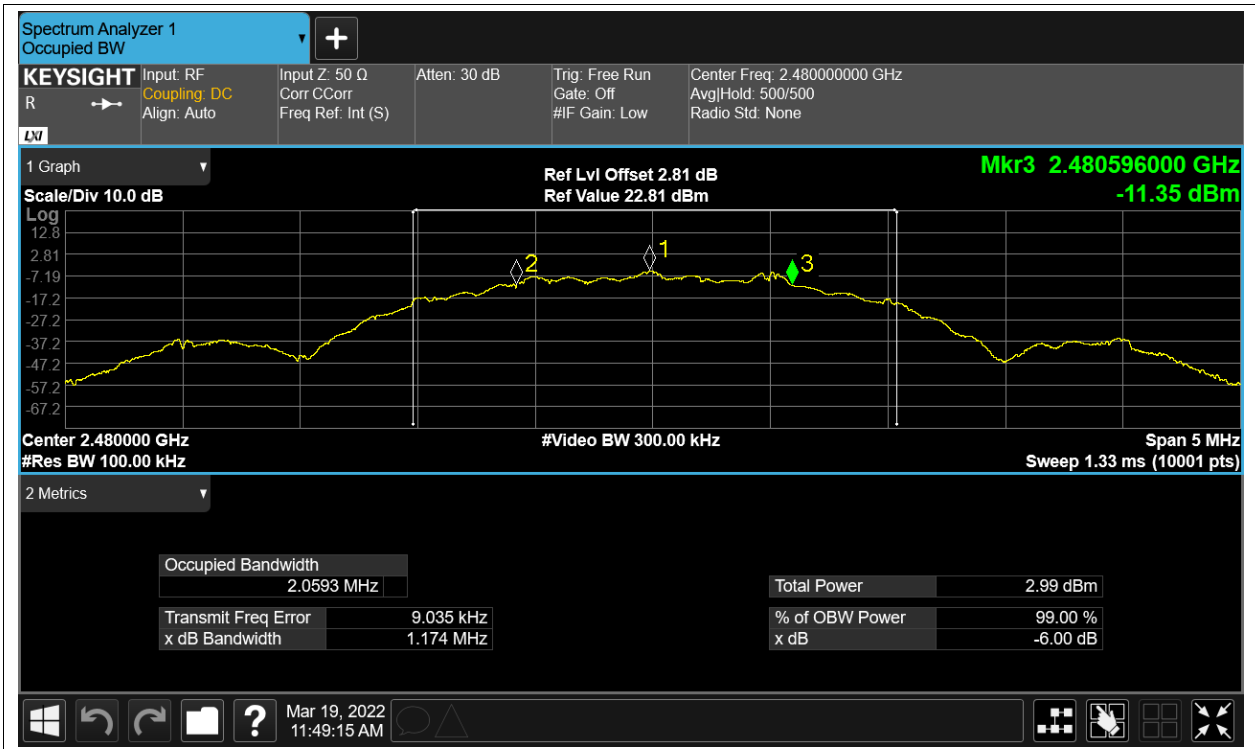 Spectrum Analyzer 1
Occupied BW
KEYSIGHT
R
LXI
Input: RF
Coupling: DC
Align: Auto
Input Z: 50 Ω
Corr CCorr
Freq Ref: Int (S)
Atten: 30 dB
Trig: Free Run
Gate: Off
#IF Gain: Low
Center Freq: 2.480000000 GHz
Avg|Hold: 500/500
Radio Std: None
1 Graph
Scale/Div 10.0 dB
Ref Lvl Offset 2.81 dB
Ref Value 22.81 dBm
Mkr3 2.480596000 GHz
-11.35 dBm
Log
12.8
2.81
-7.19
-17.2
-27.2
-37.2
-47.2
-57.2
-67.2
2
1
3
Center 2.480000 GHz
#Res BW 100.00 kHz
#Video BW 300.00 kHz
Span 5 MHz
Sweep 1.33 ms (10001 pts)
2 Metrics
Occupied Bandwidth
2.0593 MHz
Transmit Freq Error 9.035 kHz
x dB Bandwidth 1.174 MHz
Total Power 2.99 dBm
% of OBW Power 99.00 %
x dB -6.00 dB
?
Mar 19, 2022
11:49:15 AM